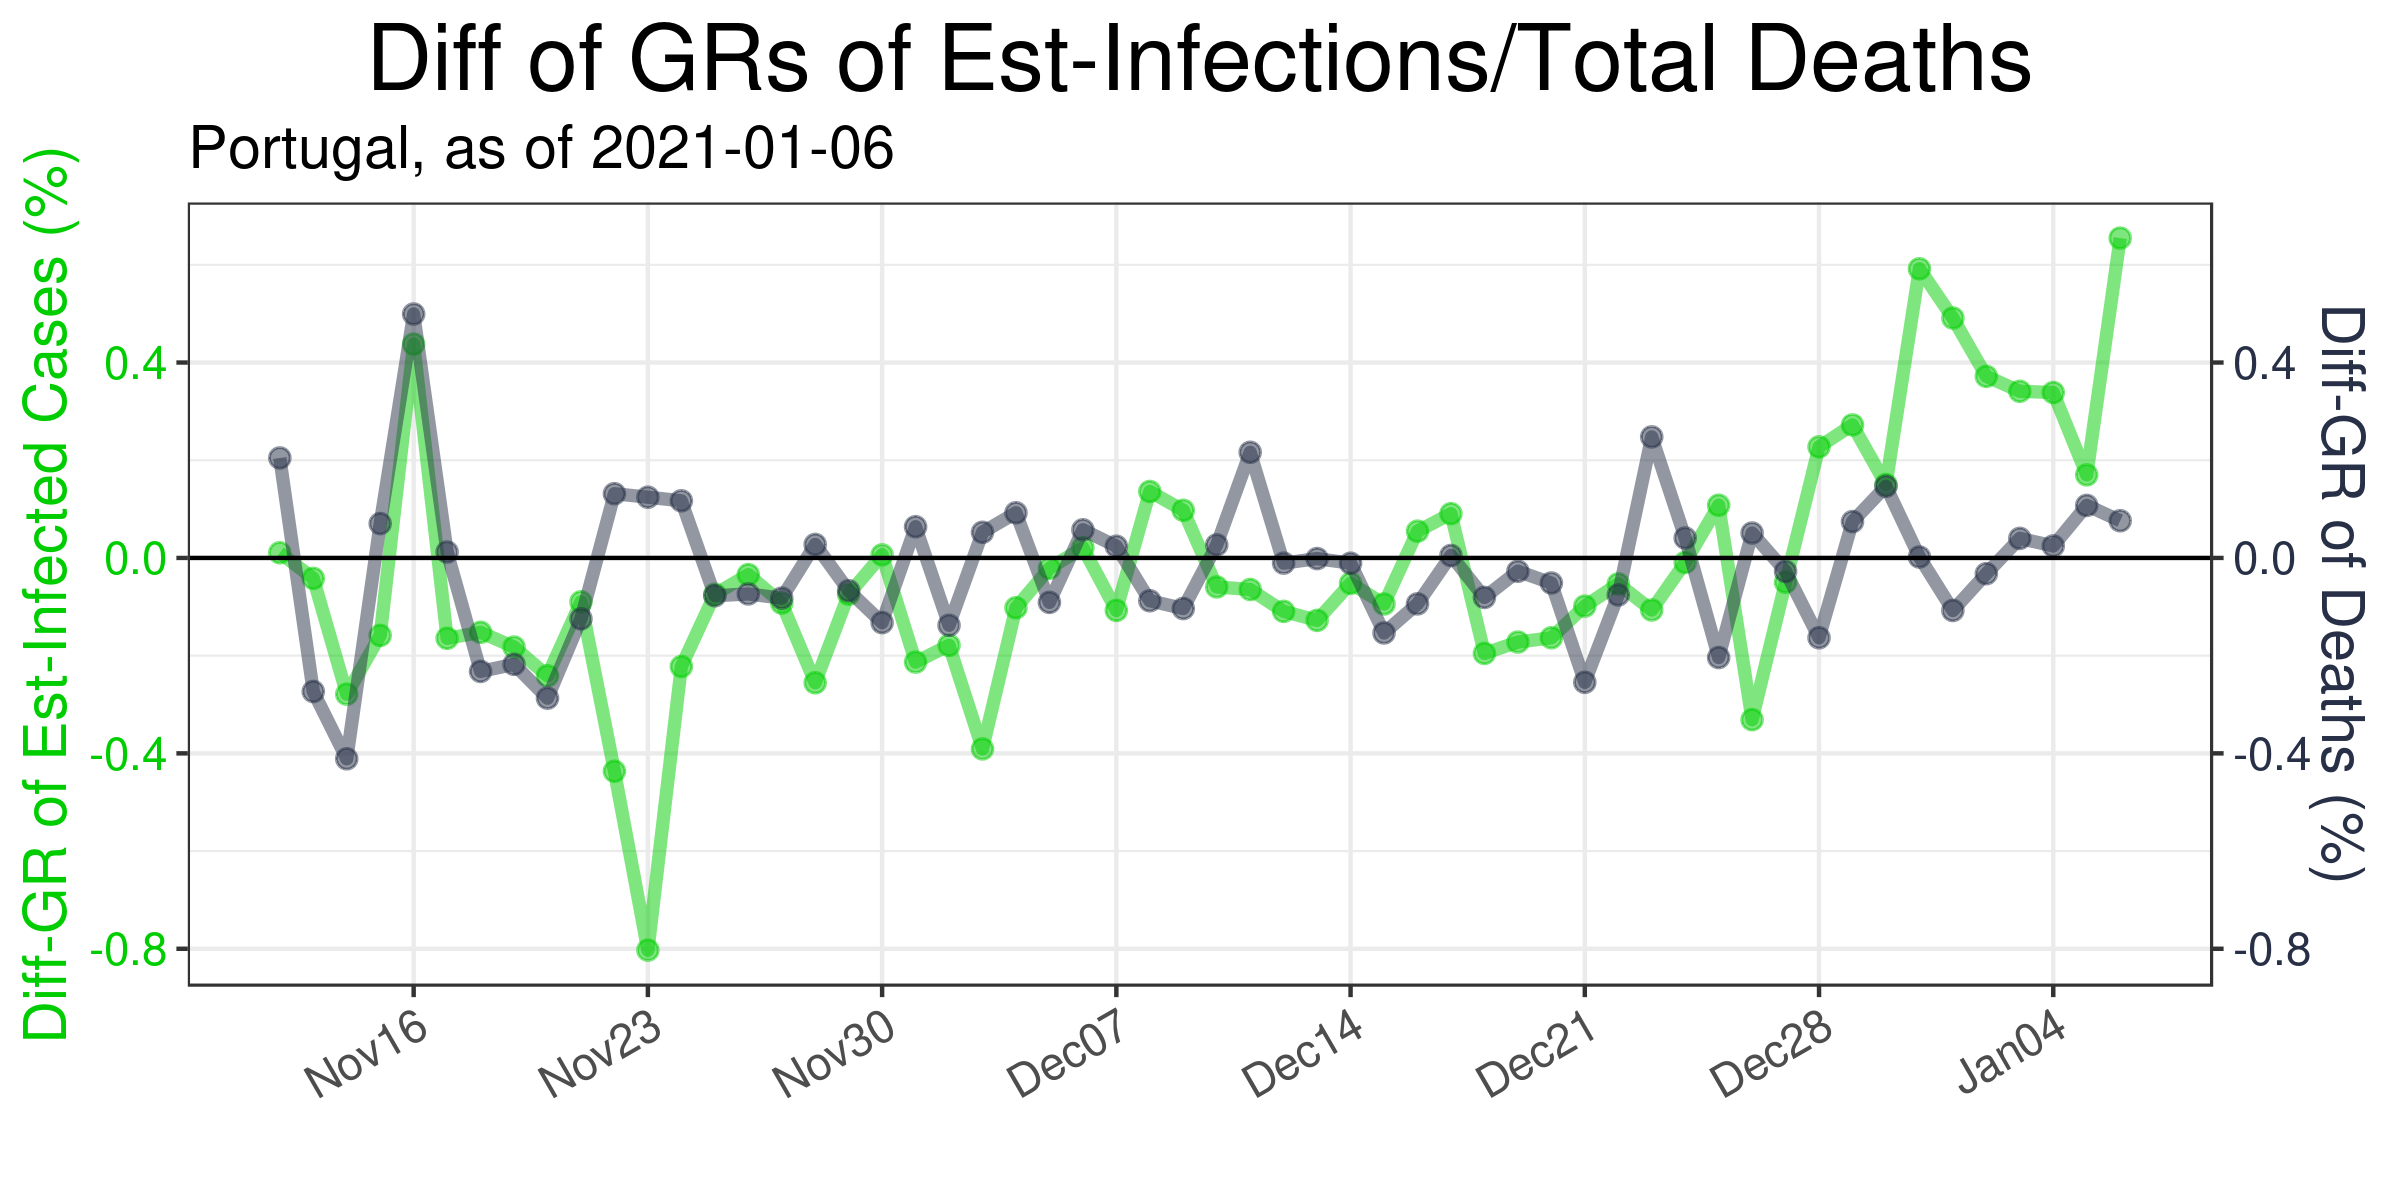 Diff of GRs of Est-Infections/Total Deaths
Portugal, as of 2021-01-06
Diff-GR of Est-Infected Cases (%)
0.4
0.0
-0.4
-0.8
0.4
0.0
-0.4
-0.8
Diff-GR of Deaths (%)
Nov16
Nov23
Nov30
Dec07
Dec14
Dec21
Dec28
Jan04